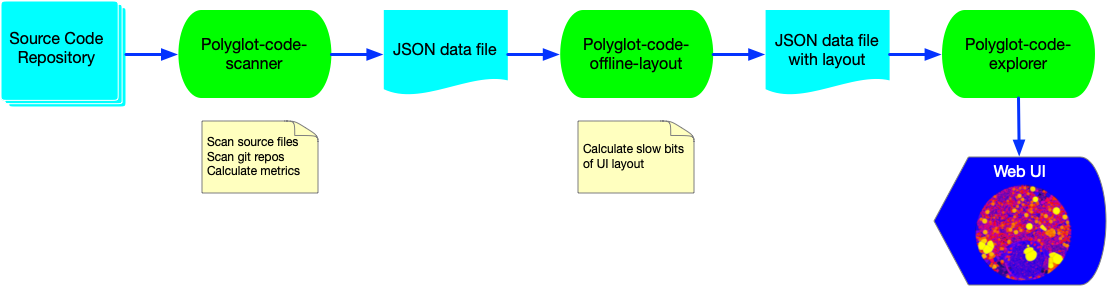 Source Code
Repository
Polyglot-code-
scanner
JSON data file
Polyglot-code-
offline-layout
JSON data file
with layout
Polyglot-code-
explorer
Scan source files
Scan git repos
Calculate metrics
Calculate slow bits
of UI layout
Web UI